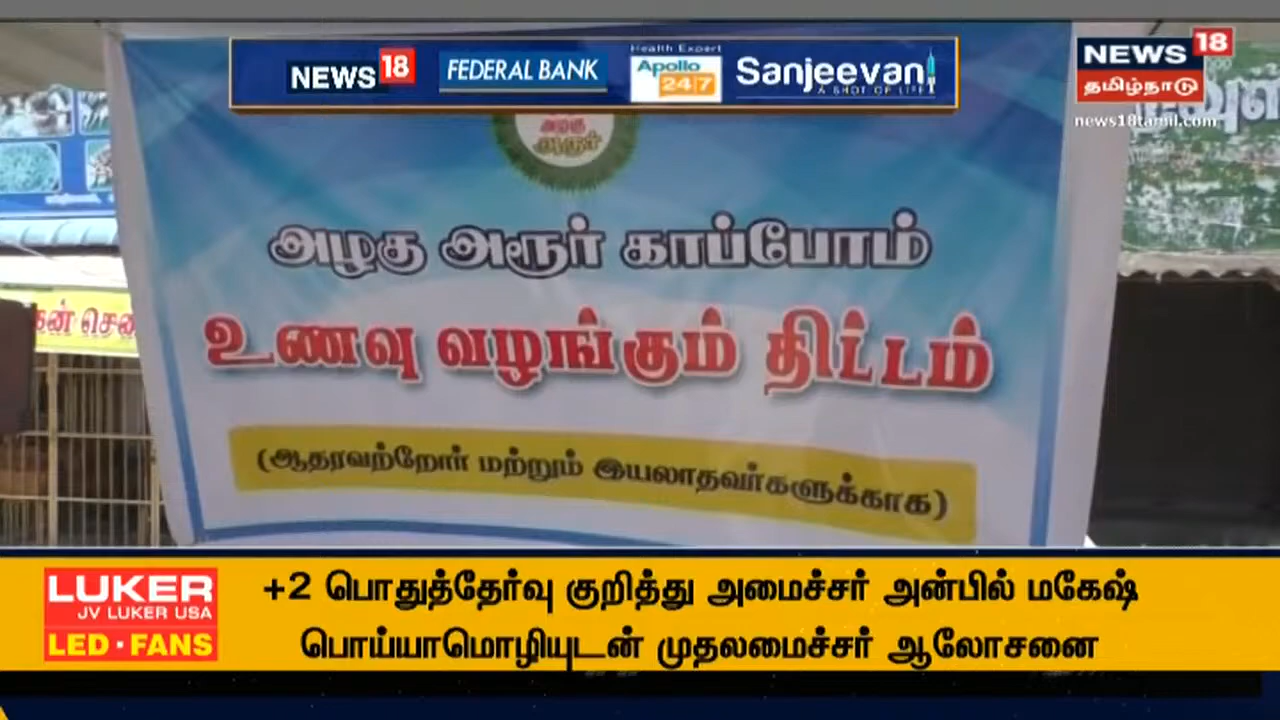 NEWS 18 FEDERAL BANK Health Expert Apollo 24|7 Sanjeevani A SHOT OF LIFE
NEWS 18
தமிழ்நாடு
news18tamil.com
அழகு
அரூர்
அழகு அரூர் காப்போம்
உணவு வழங்கும் திட்டம்
(ஆதரவற்றோர் மற்றும் இயலாதவர்களுக்காக)
LUKER
JV LUKER USA
LED · FANS
+2 பொதுத்தேர்வு குறித்து அமைச்சர் அன்பில் மகேஷ்
பொய்யாமொழியுடன் முதலமைச்சர் ஆலோசனை